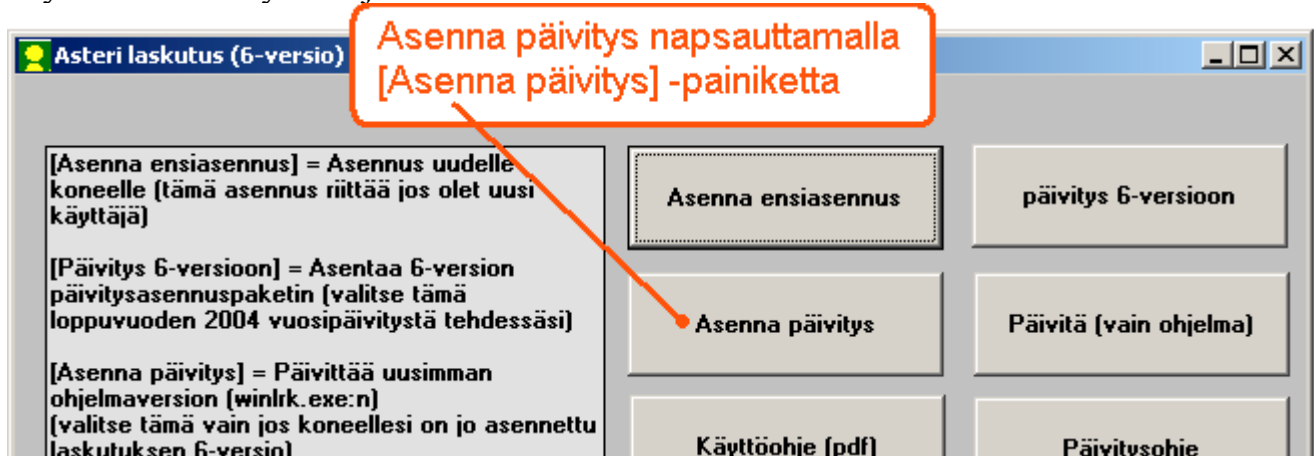 Asteri laskutus (6-versio)
Asenna päivitys napsauttamalla
[Asenna päivitys] -painiketta
[Asenna ensiasennus] = Asennus uudelle
koneelle (tämä asennus riittää jos olet uusi
käyttäjä)
[Päivitys 6-versioon] = Asentaa 6-version
päivitysasennuspaketin (valitse tämä
loppuvuoden 2004 vuosipäivitystä tehdessäsi)
[Asenna päivitys] = Päivittää uusimman
ohjelmaversion (winlrk.exe:n)
(valitse tämä vain jos koneellesi on jo asennettu
laskutuksen 6-versio)
Asenna ensiasennus
päivitys 6-versioon
Asenna päivitys
Päivitä (vain ohjelma)
Käyttöohje (pdf)
Päivitysohje